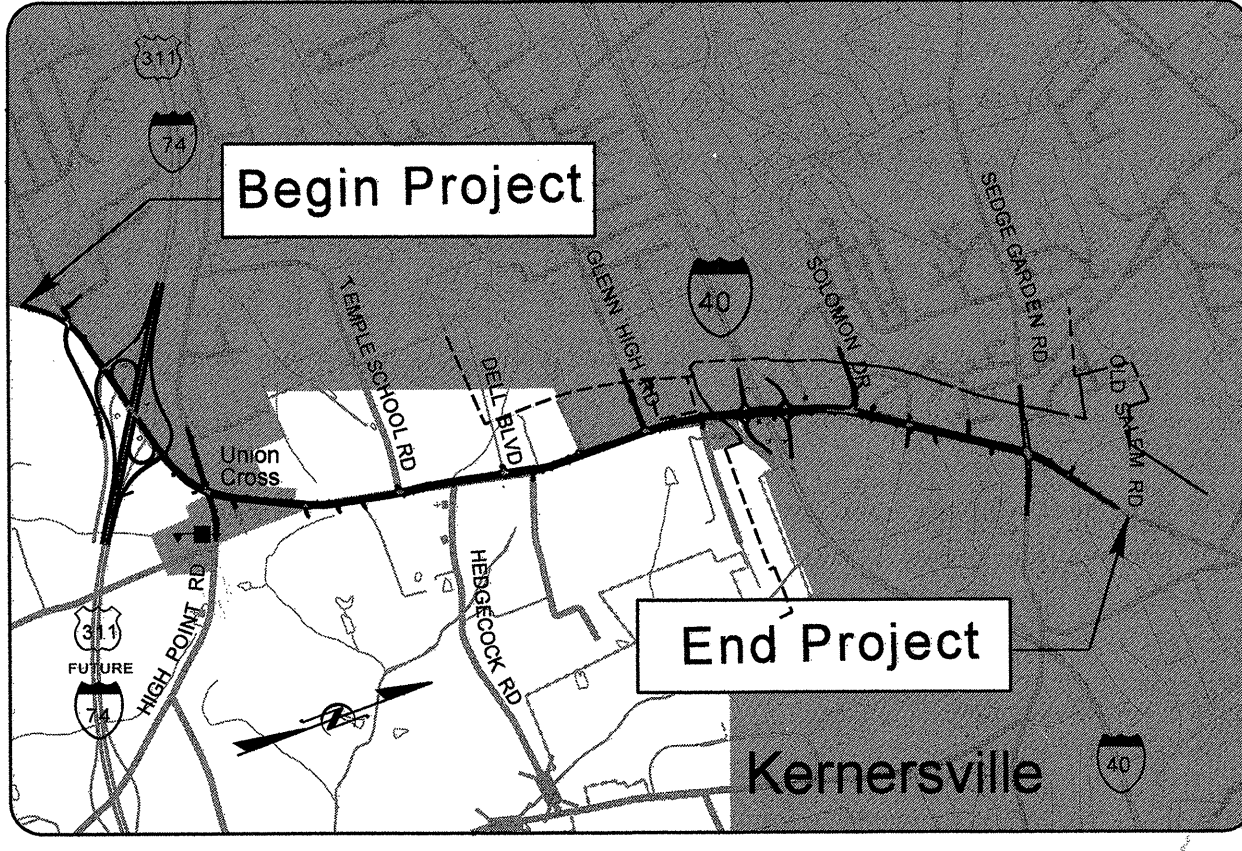 311
74
Begin Project
SEDGE GARDEN RD
GLENN HIGH RD
40
SOLOMON DR
TEMPLE SCHOOL RD
DELL BLVD
OLD SALEM RD
Union
Cross
HEDGECOCK RD
HIGH POINT RD
311
FUTURE
74
End Project
Z
Kernersville
40